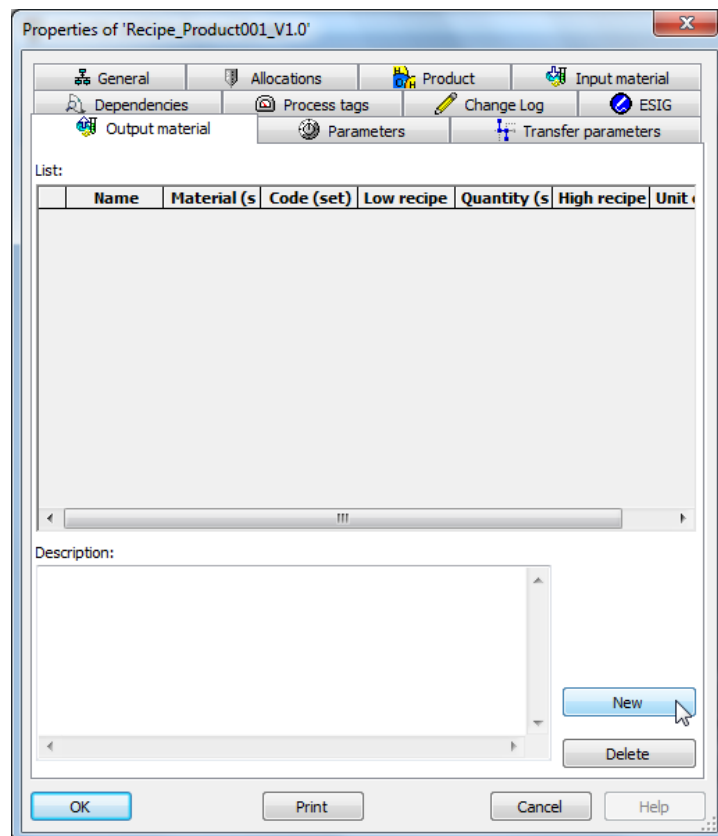 Properties of 'Recipe_Product001_V1.0'
General Allocations Product Input material
Dependencies Process tags Change Log ESIG
Output material Parameters Transfer parameters
List:
Name Material (s Code (set) Low recipe Quantity (s High recipe Unit
Description:
New
Delete
OK Print Cancel Help